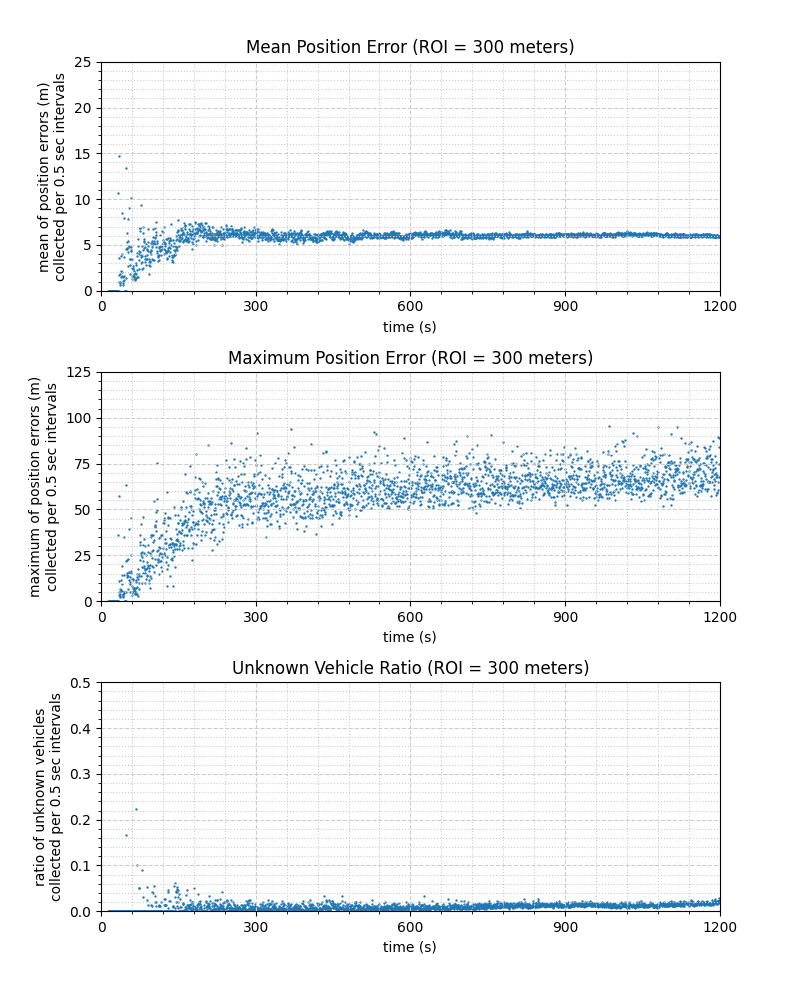 Mean Position Error (ROI = 300 meters)
mean of position errors (m)
collected per 0.5 sec intervals
25
20
15
10
5
0
0 300 600 900 1200
time (s)
Maximum Position Error (ROI = 300 meters)
maximum of position errors (m)
collected per 0.5 sec intervals
125
100
75
50
25
0
0 300 600 900 1200
time (s)
Unknown Vehicle Ratio (ROI = 300 meters)
ratio of unknown vehicles
collected per 0.5 sec intervals
0.5
0.4
0.3
0.2
0.1
0.0
0 300 600 900 1200
time (s)